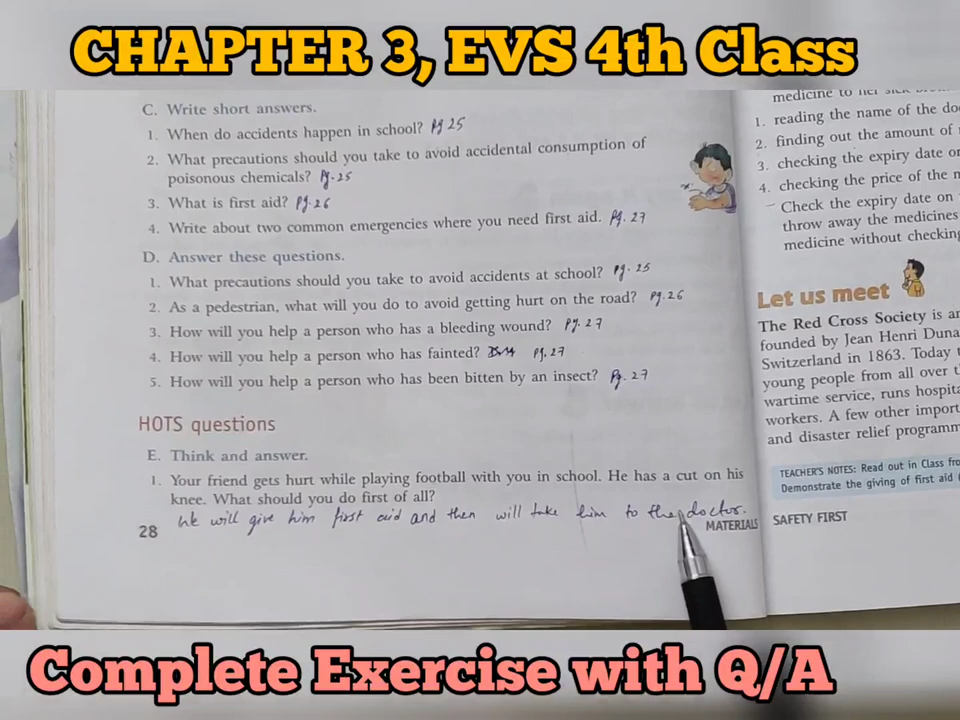 CHAPTER 3, EVS 4th Class
C. Write short answers.
1. When do accidents happen in school? Pg 25
2. What precautions should you take to avoid accidental consumption of
poisonous chemicals? Pg. 25
3. What is first aid? Pg. 26
4. Write about two common emergencies where you need first aid. Pg. 27
D. Answer these questions.
1. What precautions should you take to avoid accidents at school? Pg. 25
2. As a pedestrian, what will you do to avoid getting hurt on the road? Pg. 26
3. How will you help a person who has a bleeding wound? Pg. 27
4. How will you help a person who has fainted? Pg. 27
5. How will you help a person who has been bitten by an insect? Pg. 27
HOTS questions
E. Think and answer.
1. Your friend gets hurt while playing football with you in school. He has a cut on his
knee. What should you do first of all?
We will give him first aid and then will take him to the doctor.
28
MATERIALS
medicine to her sick
1. reading the name of the
2. finding out the amount of
3. checking the expiry date
4. checking the price of the
Check the expiry date on
throw away the medicines
medicine without checking
Let us meet
The Red Cross Society is
founded by Jean Henri
Switzerland in 1863. Today
young people from all over
wartime service, runs
workers. A few other
and disaster relief
TEACHER'S NOTES: Read out in Class
Demonstrate the giving of first aid
SAFETY FIRST
Complete Exercise with Q/A